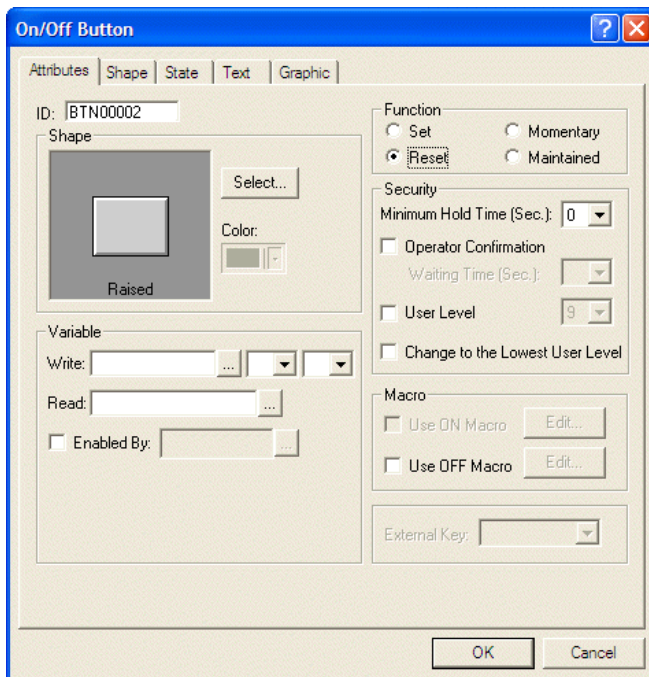 On/Off Button
Attributes Shape State Text Graphic
ID: BTN00002
Shape
Select...
Color:
Raised
Variable
Write: ...
Read: ...
Enabled By: ...
Function
Set Momentary
Reset Maintained
Security
Minimum Hold Time (Sec.): 0
Operator Confirmation
Waiting Time (Sec.):
User Level 9
Change to the Lowest User Level
Macro
Use ON Macro Edit...
Use OFF Macro Edit...
External Key:
OK Cancel